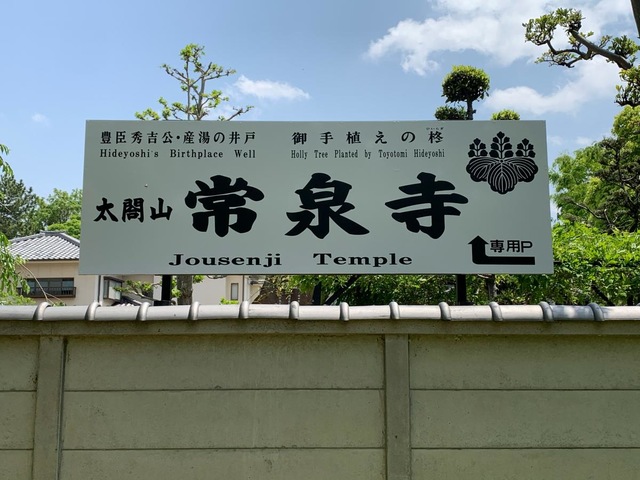 豊臣秀吉公・産湯の井戸 御手植えの柊
Hideyoshi's Birthplace Well Holly Tree Planted by Toyotomi Hideyoshi
太閤山 常泉寺
Jousenji Temple
専用P